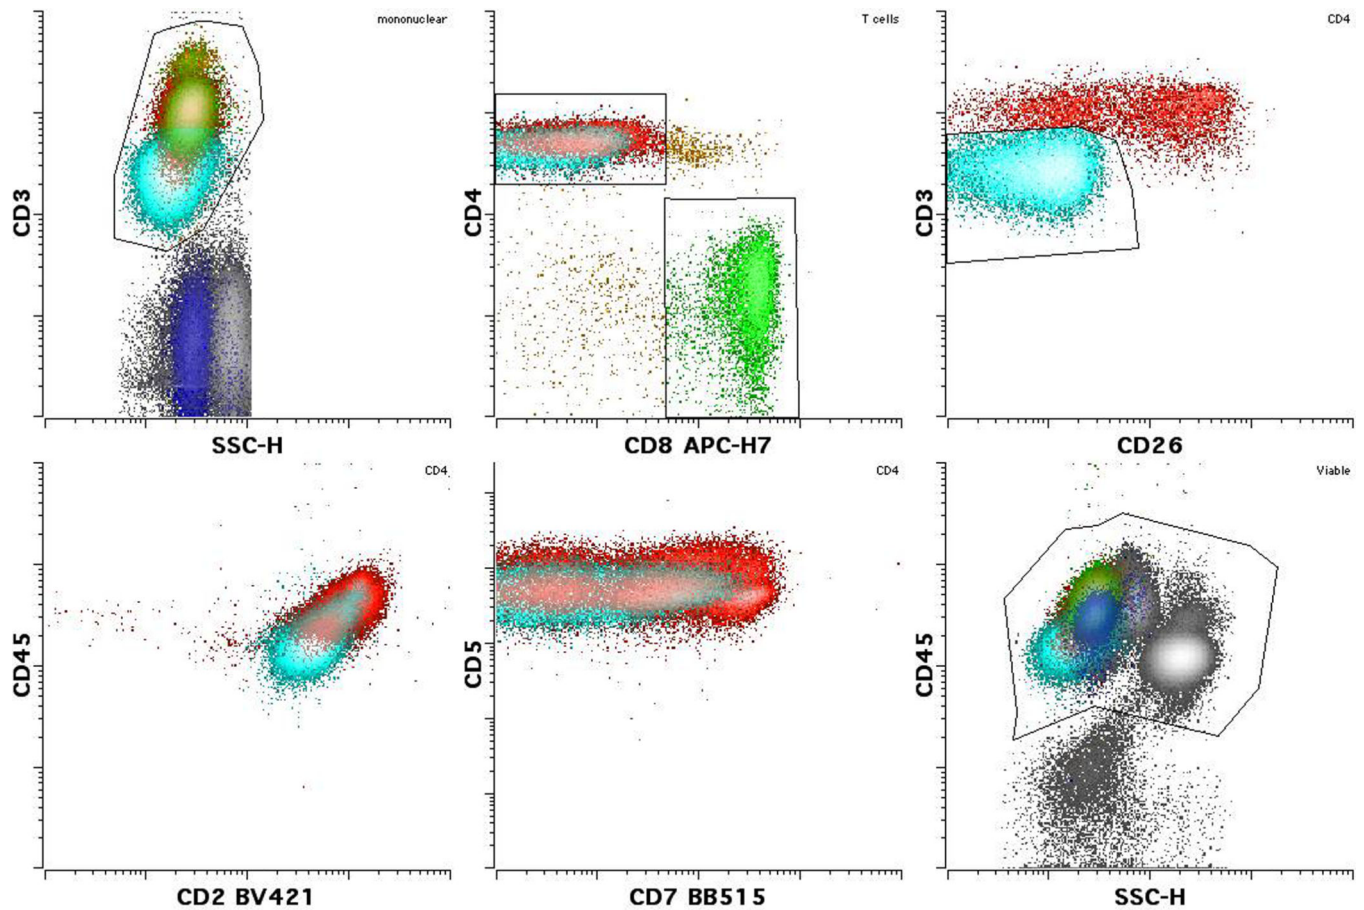 mononuclear
CD3
SSC-H
T cells
CD4
CD8 APC-H7
CD4
CD3
CD26
CD4
CD45
CD2 BV421
CD4
CD5
CD7 BB515
Viable
CD45
SSC-H